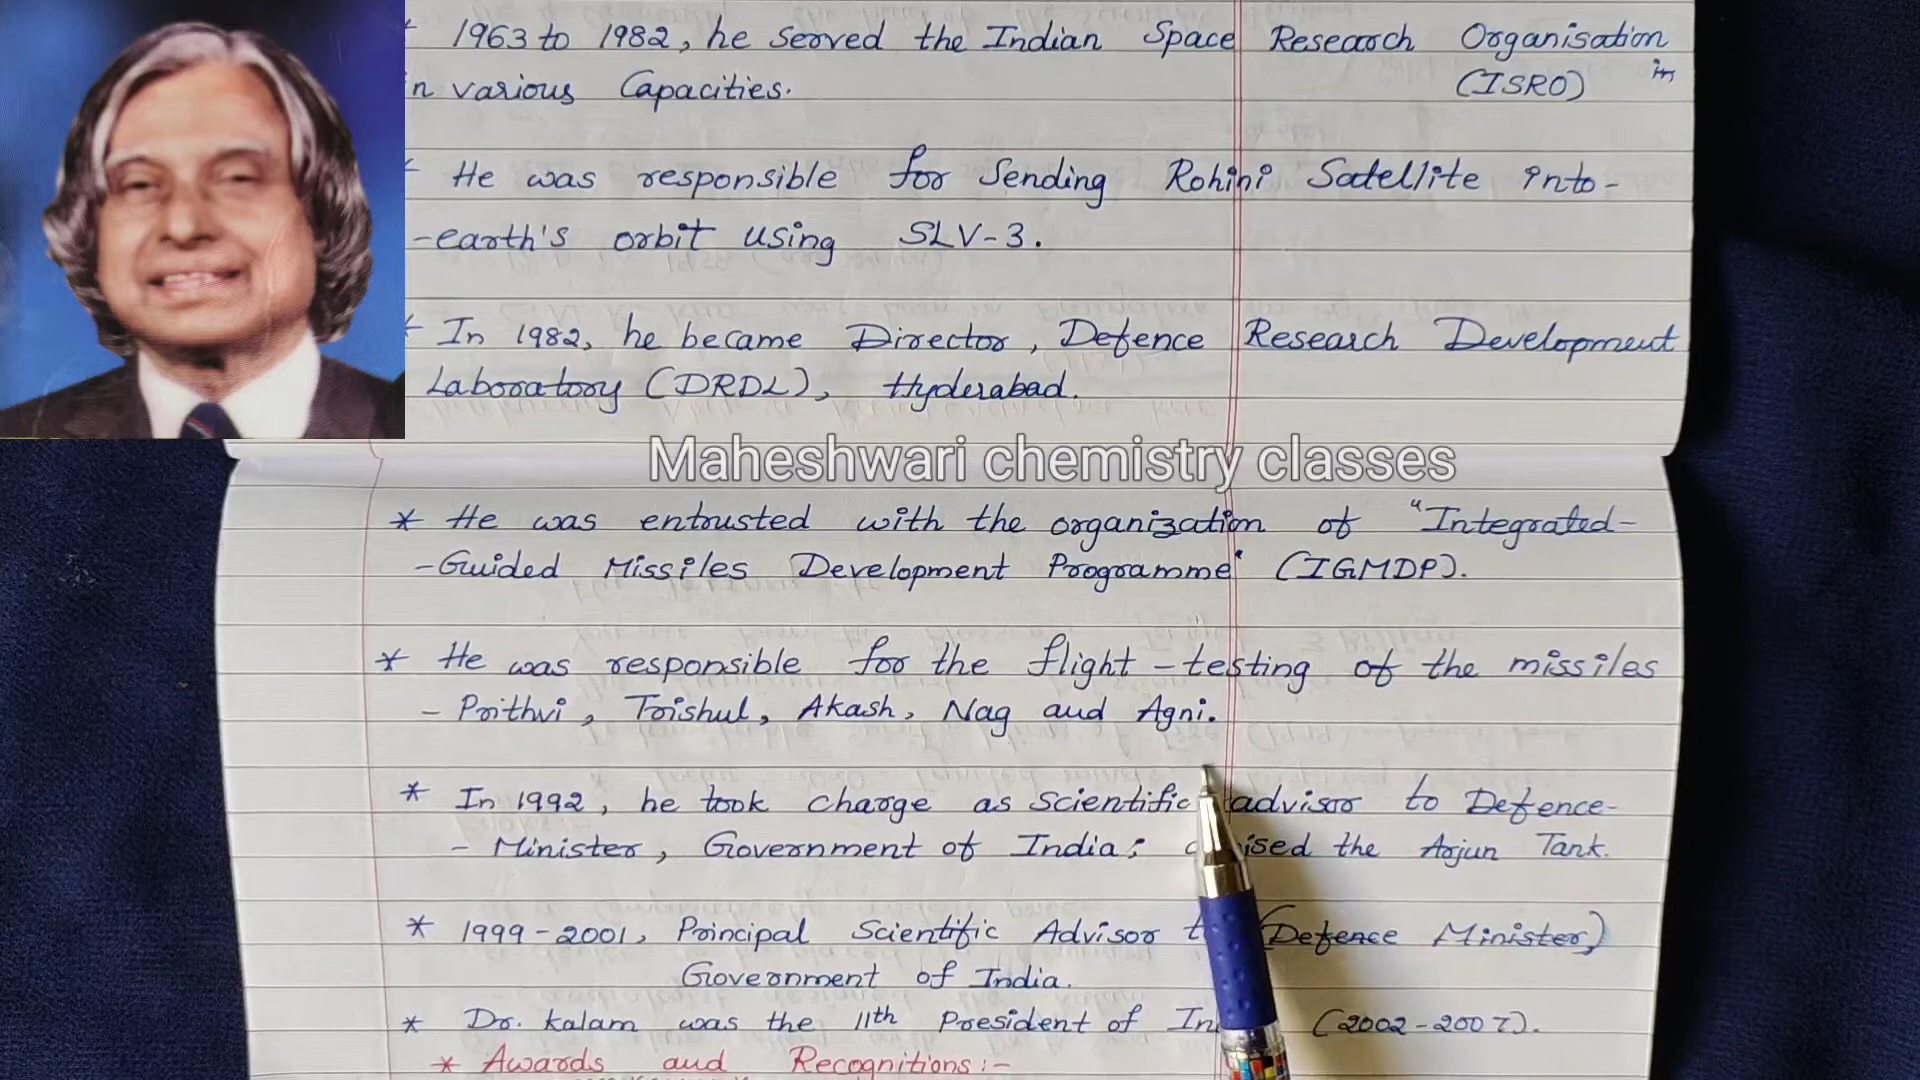 * 1963 to 1982, he served the Indian Space Research Organisation
(ISRO) in
in various Capacities.
* He was responsible for Sending Rohini Satellite into-
-earth's orbit using SLV-3.
* In 1982, he became Director, Defence Research Development
Laboratory (DRDL), Hyderabad.
Maheshwari chemistry classes
* He was entrusted with the organization of "Integrated-
-Guided Missiles Development Programme" (IGMDP).
* He was responsible for the flight-testing of the missiles
- Prithvi, Trishul, Akash, Nag and Agni.
* In 1992, he took charge as scientific advisor to Defence-
- Minister, Government of India; the Arjun Tank.
* 1999-2001, Principal Scientific Advisor (Defence Minister)
Government of India.
* Dr. Kalam was the 11th President of (2002-2007).
* Awards and Recognitions:-